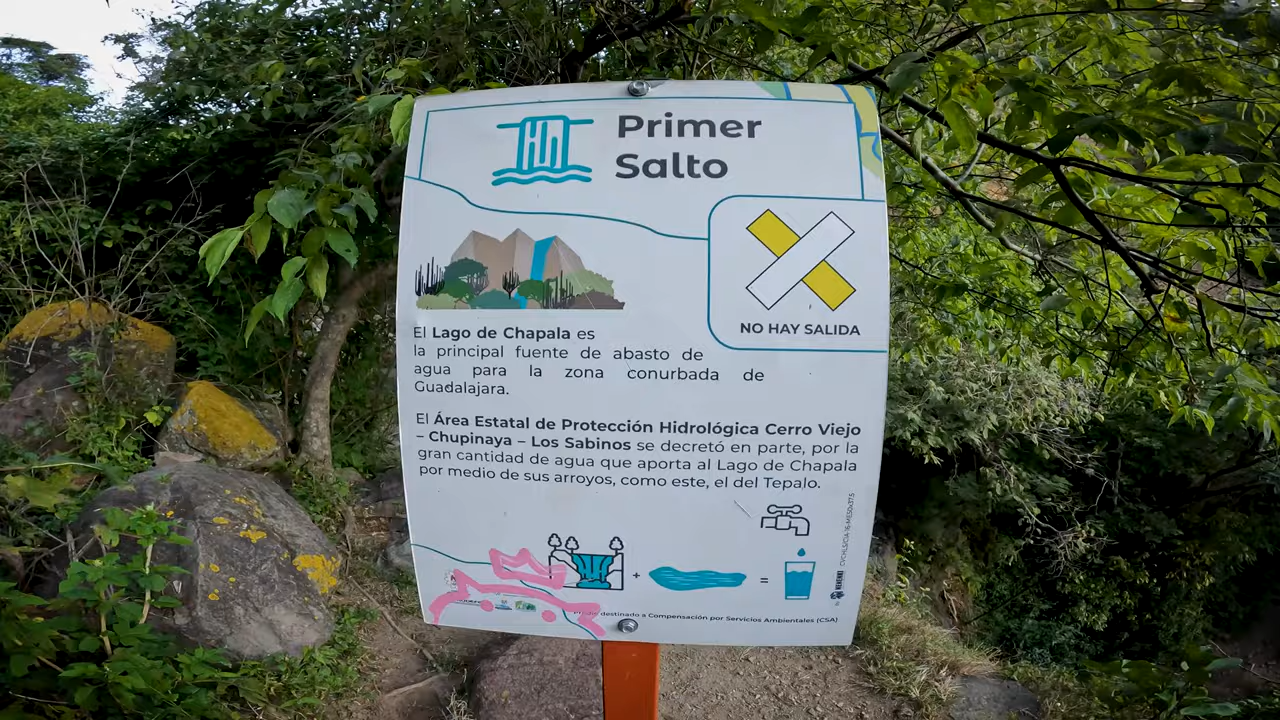 Primer
Salto
NO HAY SALIDA
El Lago de Chapala es
la principal fuente de abasto de
agua para la zona conurbada de
Guadalajara.
El Área Estatal de Protección Hidrológica Cerro Viejo
– Chupinaya – Los Sabinos se decretó en parte, por la
gran cantidad de agua que aporta al Lago de Chapala
por medio de sus arroyos, como este, el del Tepalo.
+ =
destinado a Compensación por Servicios Ambientales (CSA)